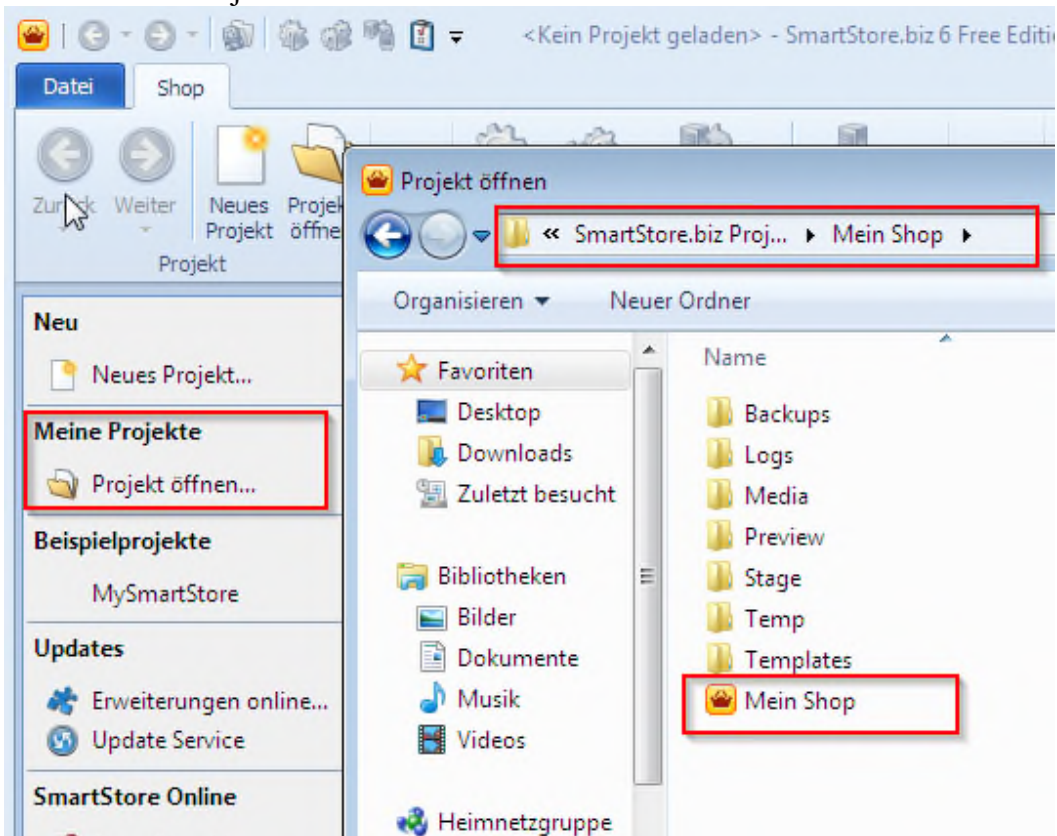 j
<Kein Projekt geladen> - SmartStore.biz 6 Free Editi
Datei
Shop
Zurück
Weiter
Neues
Projekt
Projekt öffnen
« SmartStore.biz Proj...
Mein Shop
Projekt
Organisieren
Neuer Ordner
Neu
Neues Projekt...
Meine Projekte
Projekt öffnen...
Beispielprojekte
MySmartStore
Updates
Erweiterungen online...
Update Service
SmartStore Online
Favoriten
Desktop
Downloads
Zuletzt besucht
Bibliotheken
Bilder
Dokumente
Musik
Videos
Heimnetzgruppe
Name
Backups
Logs
Media
Preview
Stage
Temp
Templates
Mein Shop